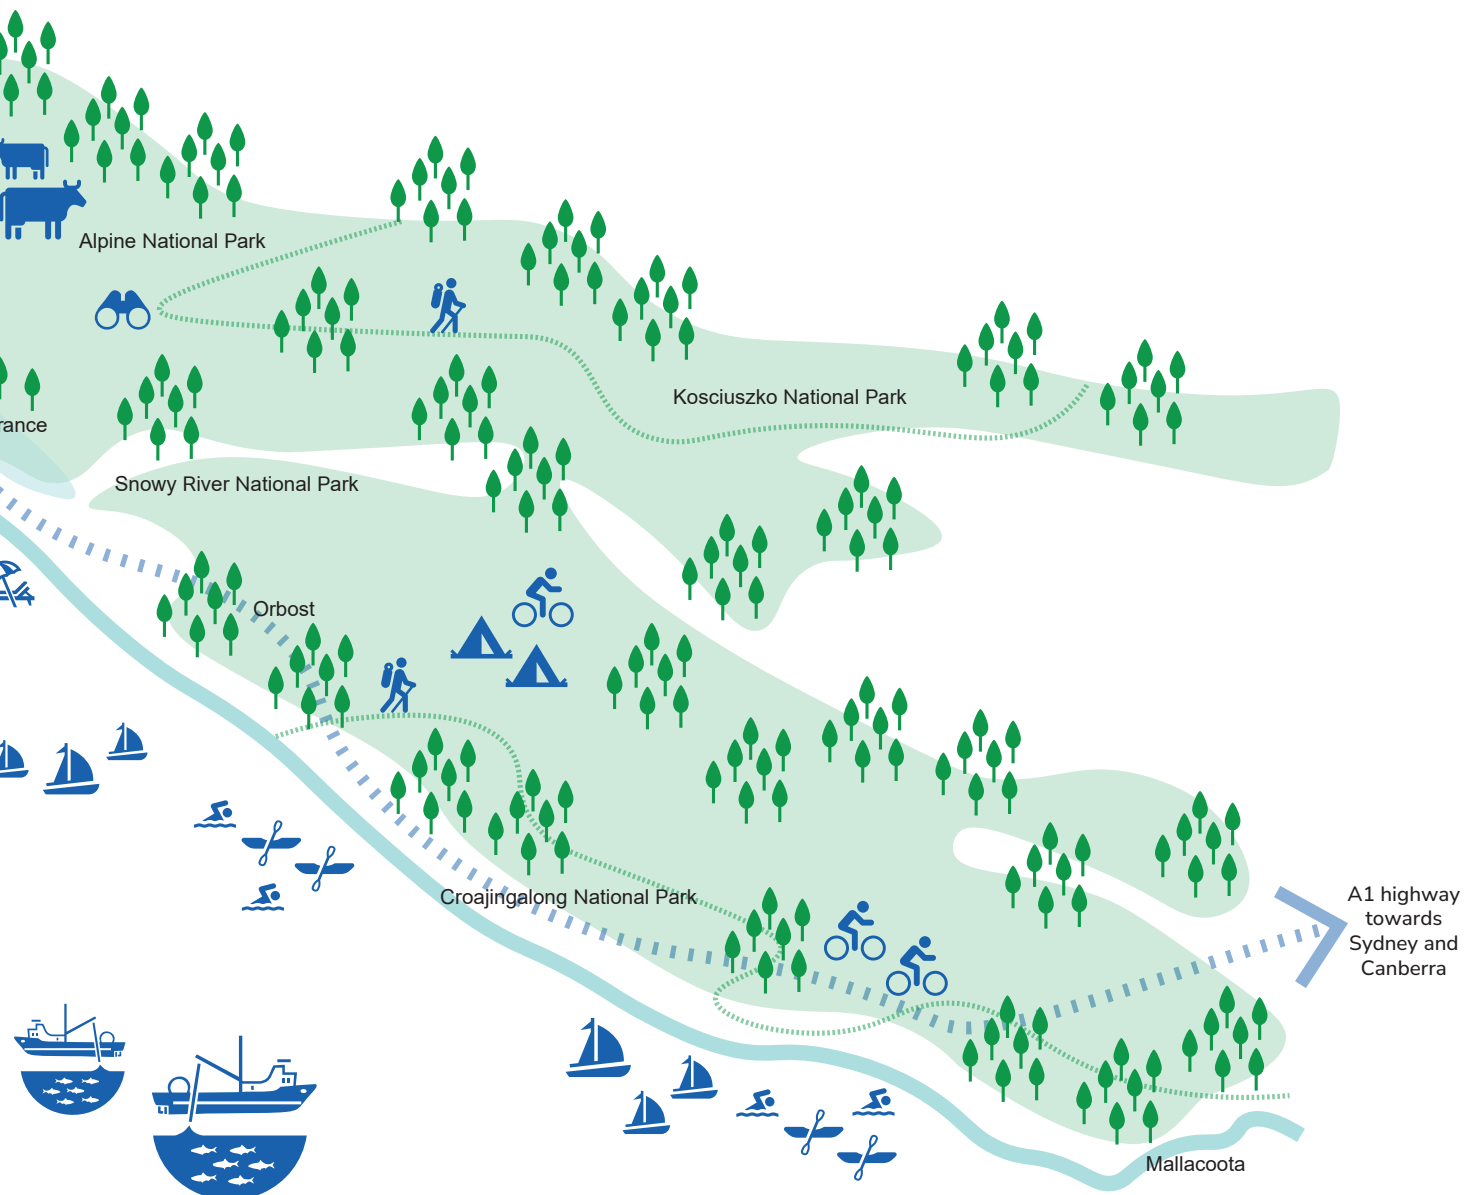 Alpine National Park
Kosciuszko National Park
rance
Snowy River National Park
Orbost
Croajingalong National Park
A1 highway
towards
Sydney and
Canberra
Mallacoota